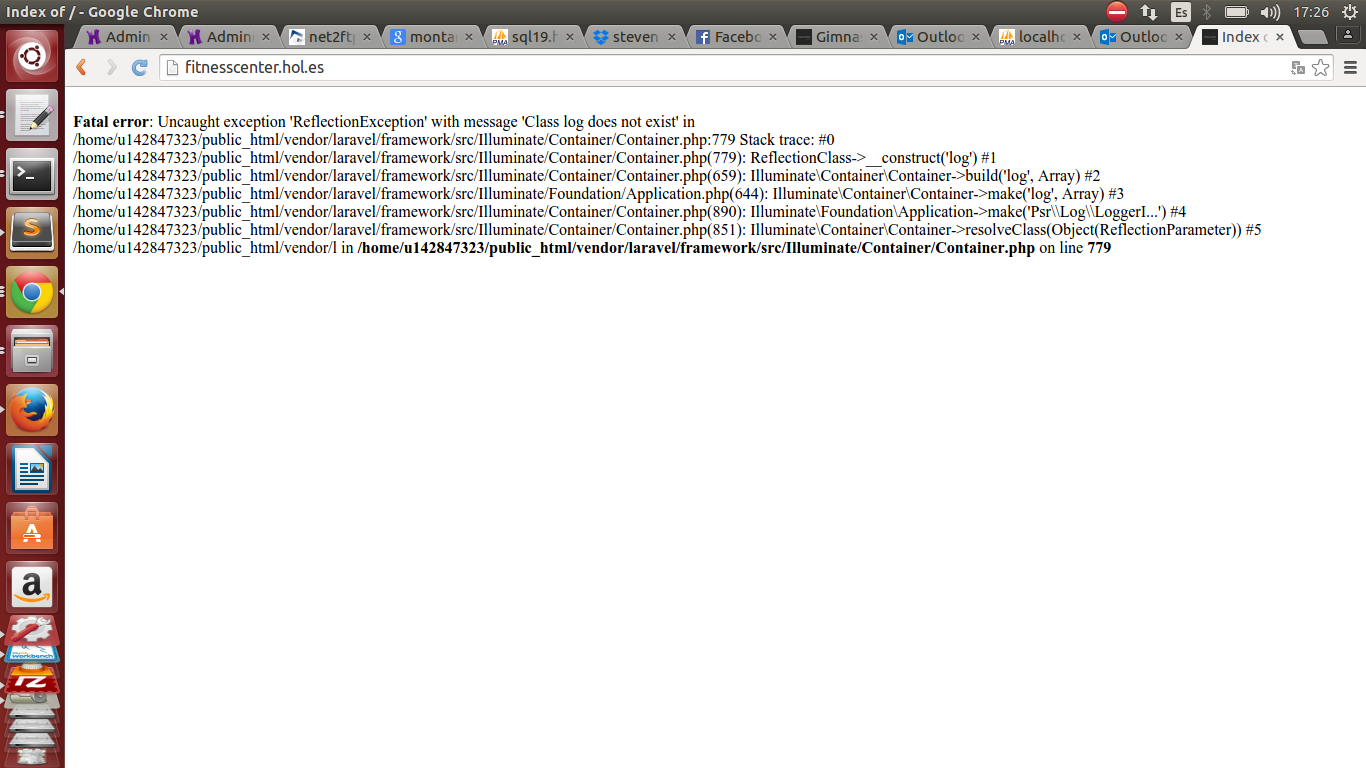 Index of / - Google Chrome
Es
17:26
Admin
Admini
net2ft
montar
sql19.h
steven
Facebo
Gimnas
Outloo
localho
Outloo
Index o
fitnesscenter.hol.es
Fatal error: Uncaught exception 'ReflectionException' with message 'Class log does not exist' in
/home/u142847323/public_html/vendor/laravel/framework/src/Illuminate/Container/Container.php:779 Stack trace: #0
/home/u142847323/public_html/vendor/laravel/framework/src/Illuminate/Container/Container.php(779): ReflectionClass->__construct('log') #1
/home/u142847323/public_html/vendor/laravel/framework/src/Illuminate/Container/Container.php(659): Illuminate\Container\Container->build('log', Array) #2
/home/u142847323/public_html/vendor/laravel/framework/src/Illuminate/Foundation/Application.php(644): Illuminate\Container\Container->make('log', Array) #3
/home/u142847323/public_html/vendor/laravel/framework/src/Illuminate/Container/Container.php(890): Illuminate\Foundation\Application->make('Psr\\Log\\LoggerI...') #4
/home/u142847323/public_html/vendor/laravel/framework/src/Illuminate/Container/Container.php(851): Illuminate\Container\Container->resolveClass(Object(ReflectionParameter)) #5
/home/u142847323/public_html/vendor/l in /home/u142847323/public_html/vendor/laravel/framework/src/Illuminate/Container/Container.php on line 779